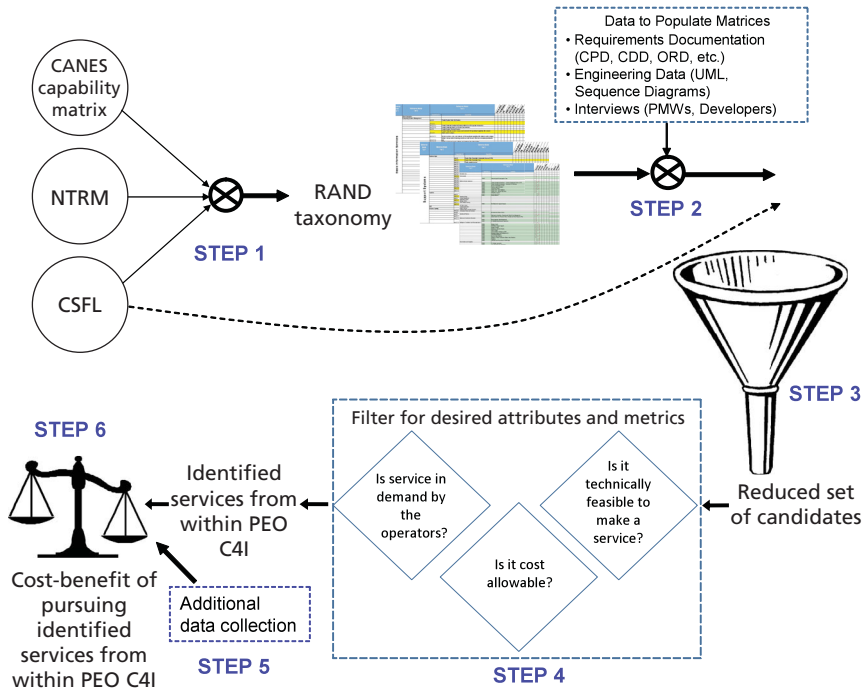 CANES
capability
matrix
NTRM
CSFL
STEP 1
RAND
taxonomy
Data to Populate Matrices
• Requirements Documentation
(CPD, CDD, ORD, etc.)
• Engineering Data (UML,
Sequence Diagrams)
• Interviews (PMWs, Developers)
STEP 2
STEP 3
Reduced set
of candidates
Filter for desired attributes and metrics
Is it
technically
feasible to
make a
service?
Is it cost
allowable?
Is service in
demand by
the
operators?
STEP 4
Identified
services from
within PEO
C4I
Additional
data collection
STEP 5
STEP 6
Cost-benefit of
pursuing
identified
services from
within PEO C4I